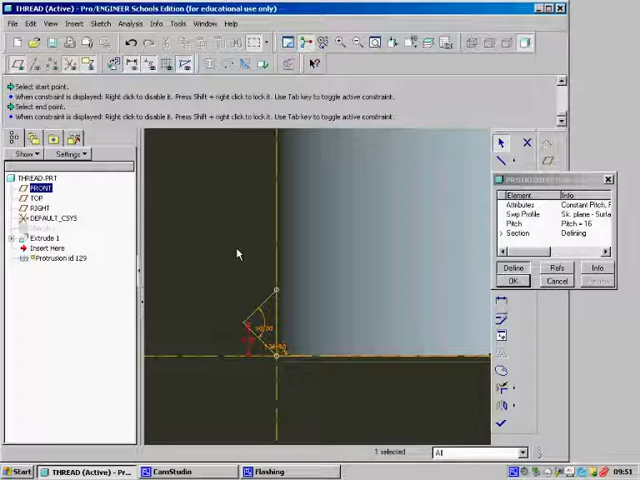 THREAD (Active) - Pro/ENGINEER Schools Edition (for educational use only)
File Edit View Insert Sketch Analysis Info Tools Window Help
Select start point.
When constraint is displayed: Right click to disable it. Press Shift + right click to lock it. Use Tab key to toggle active constraint.
Select end point.
When constraint is displayed: Right click to disable it. Press Shift + right click to lock it. Use Tab key to toggle active constraint.
Show Settings
THREAD.PRT
FRONT
TOP
RIGHT
DEFAULT_CSYS
Extrude 1
Insert Here
Protrusion id 129
Element Info
Attributes Constant Pitch, R
Swp Profile Sk. plane - Surfa
Pitch Pitch = 16
Section Defining
Define Refs Info
OK Cancel
1 selected All
Start THREAD (Active) - Pr... CamStudio Flashing 09:51